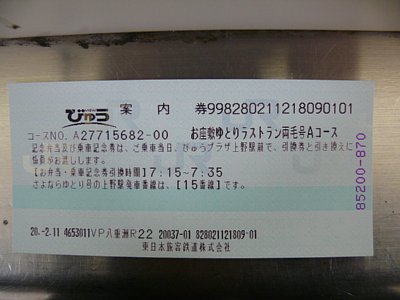 びゅう 案内 券998280211218090101
コースNO. A27715682-00 お座敷ゆとりラストラン両毛号Aコース
記念弁当及び乗車記念券は、ご乗車当日、びゅうプラザ上野駅前で、引換券と引き換えに
お渡しします。
【お弁当・乗車記念券引換時間】17:15~7:35
さよならゆとり号の上野駅発車番線は、【15番線】です。
20.-2.11 4653011VP八重洲R22 20037-01 828021121809-01
東日本旅客鉄道株式会社
85200-870